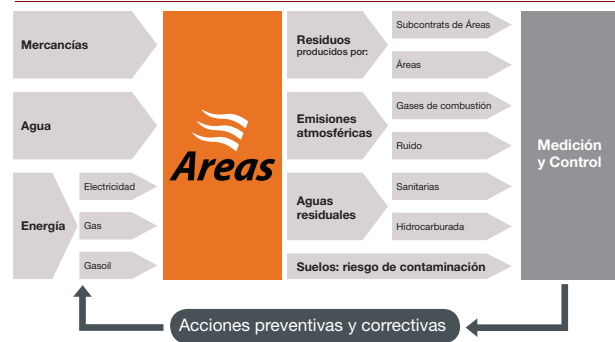 Mercancías
Agua
Energía
Electricidad
Gas
Gasoil
Areas
Residuos
producidos por:
Subcontrats de Áreas
Áreas
Emisiones
atmosféricas
Gases de combustión
Ruido
Aguas
residuales
Sanitarias
Hidrocarburada
Suelos: riesgo de contaminación
Medición
y Control
Acciones preventivas y correctivas